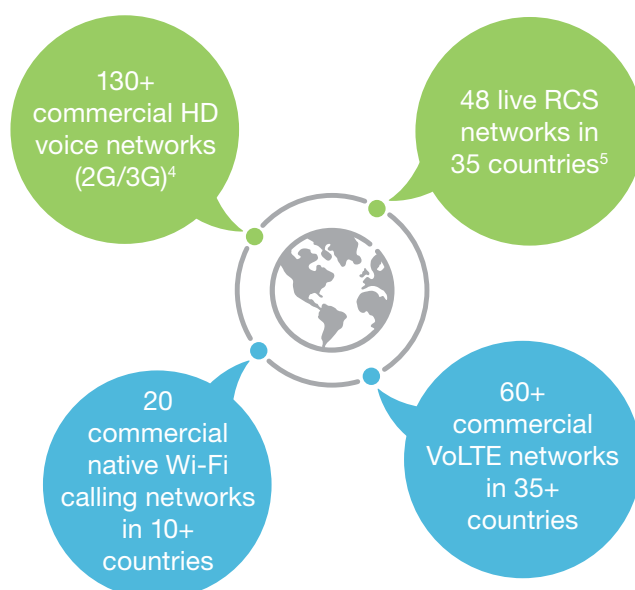 130+
commercial HD
voice networks
(2G/3G)⁴
48 live RCS
networks in
35 countries⁵
20
commercial
native Wi-Fi
calling networks
in 10+
countries
60+
commercial
VoLTE networks
in 35+
countries